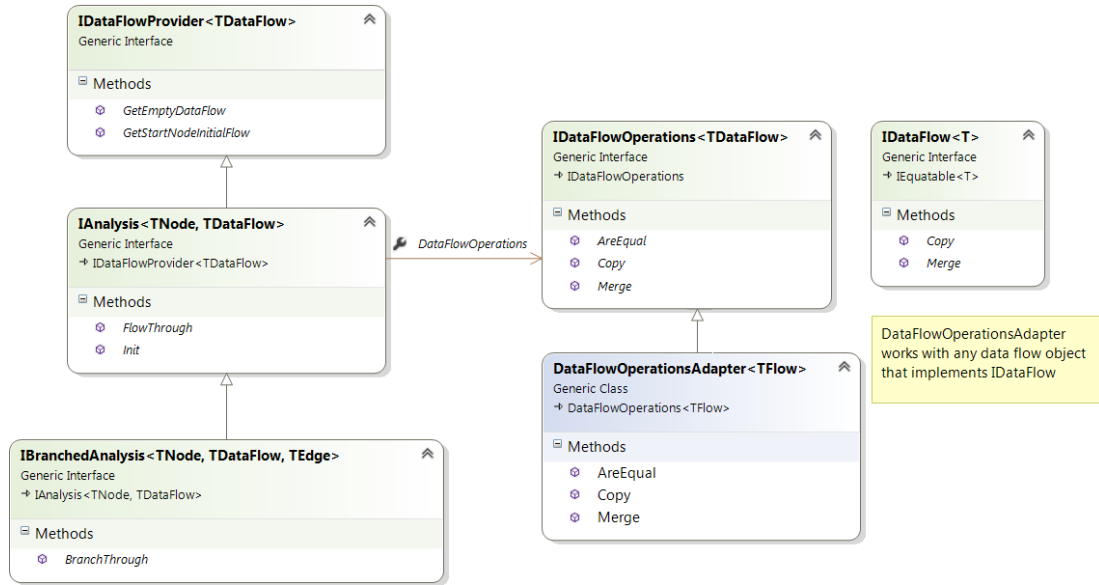 IDataFlowProvider<TDataFlow>
Generic Interface
Methods
GetEmptyDataFlow
GetStartNodeInitialFlow
IAnalysis<TNode, TDataFlow>
Generic Interface
IDataFlowProvider<TDataFlow>
Methods
FlowThrough
Init
IBranchedAnalysis<TNode, TDataFlow, TEdge>
Generic Interface
IAnalysis<TNode, TDataFlow>
Methods
BranchThrough
DataFlowOperations
IDataFlowOperations<TDataFlow>
Generic Interface
IDataFlowOperations
Methods
AreEqual
Copy
Merge
DataFlowOperationsAdapter<TFlow>
Generic Class
DataFlowOperations<TFlow>
Methods
AreEqual
Copy
Merge
IDataFlow<T>
Generic Interface
IEquatable<T>
Methods
Copy
Merge
DataFlowOperationsAdapter
works with any data flow object
that implements IDataFlow